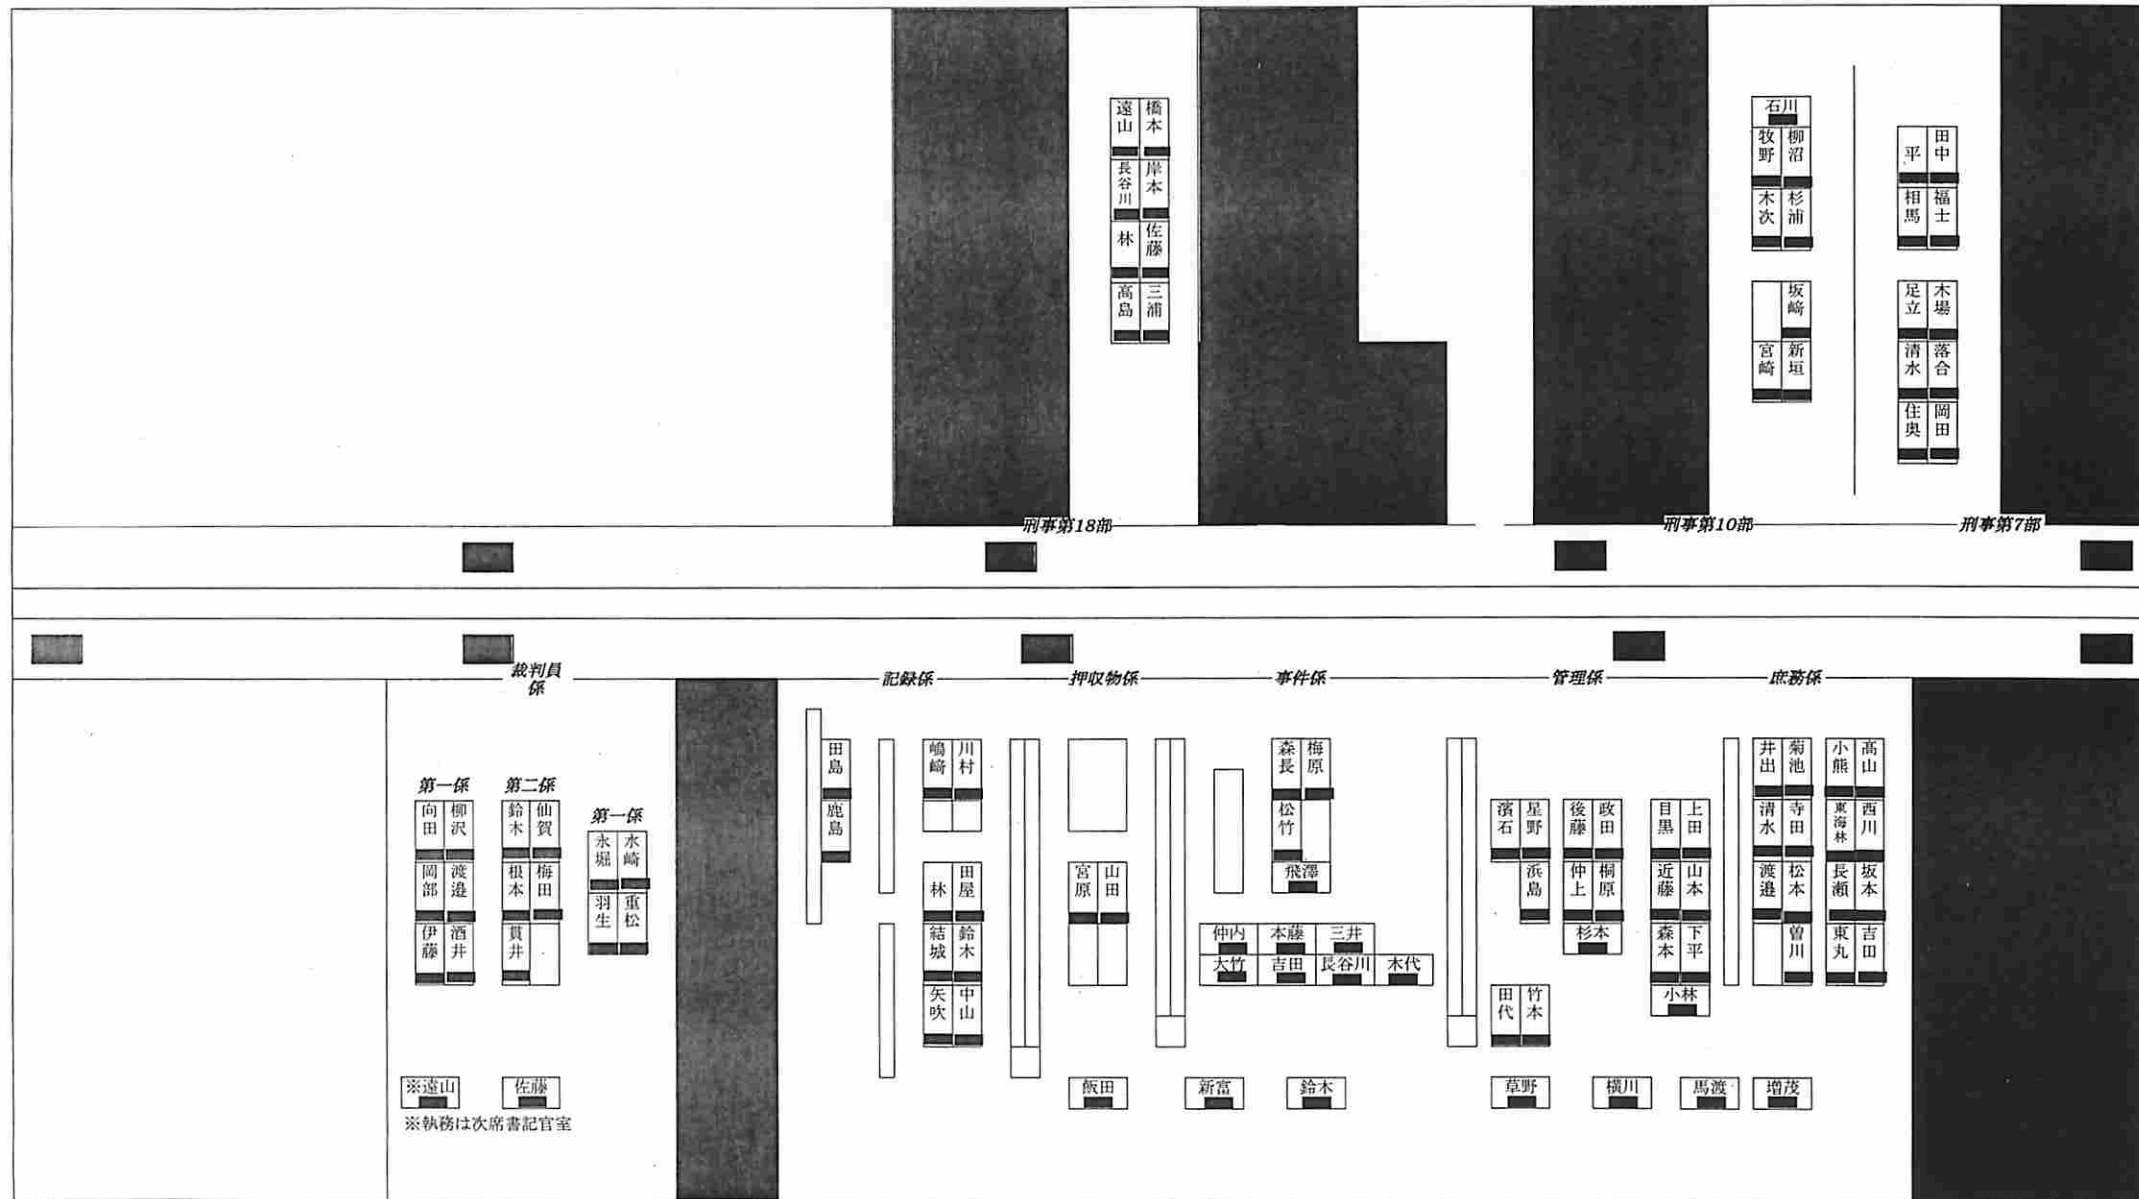 遠山 橋本
長谷川 岸本
林 佐藤
高島 三浦
石川
牧野 柳沼
木次 杉浦
坂﨑
宮崎 新垣
平 田中
相馬 福士
足立 木場
清水 落合
住奥 岡田
刑事第18部
刑事第10部
刑事第7部
裁判員
係
記録係
押収物係
事件係
管理係
庶務係
第一係
向田 柳沢
岡部 渡邉
伊藤 酒井
第二係
鈴木 仙賀
根本 梅田
貫井
第一係
永堀 水崎
羽生 重松
※遠山
佐藤
※執務は次席書記官室
田島
鹿島
嶋﨑 川村
林 田屋
結城 鈴木
矢吹 中山
宮原 山田
飯田
森長 梅原
松竹
飛澤
仲内 本藤 三井
大竹 吉田 長谷川 木代
新富
鈴木
濱石 星野
浜島
田代 竹本
後藤 政田
仲上 桐原
杉本
目黒 上田
近藤 山本
森本 下平
小林
草野
横川
馬渡
増茂
井出 菊池
清水 寺田
渡邉 松本
曽川
小熊 髙山
東海林 西川
長瀬 坂本
東丸 吉田